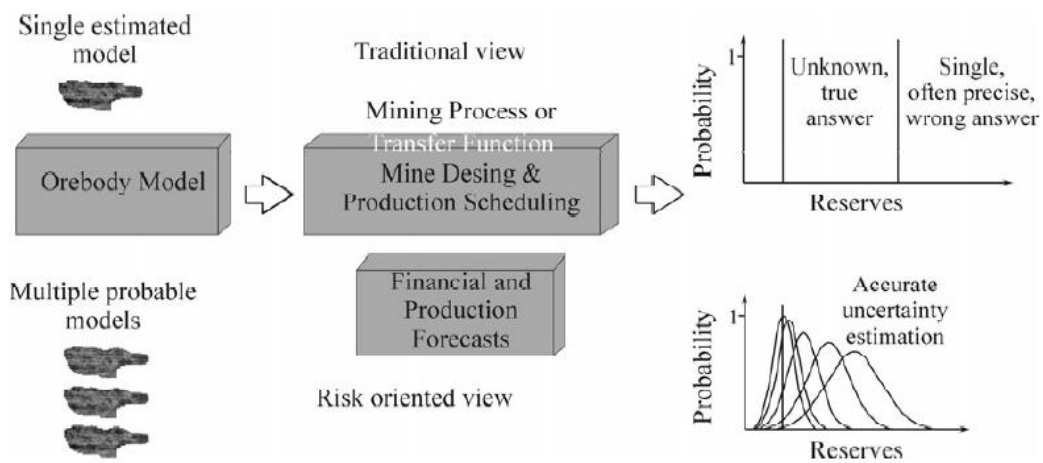 Single estimated
model
Traditional view
Mining Process or
Transfer Function
Mine Desing &
Production Scheduling
Orebody Model
Probability
1
Unknown,
true
answer
Single,
often precise,
wrong answer
Reserves
Multiple probable
models
Financial and
Production
Forecasts
Risk oriented view
Probability
1
Accurate
uncertainty
estimation
Reserves